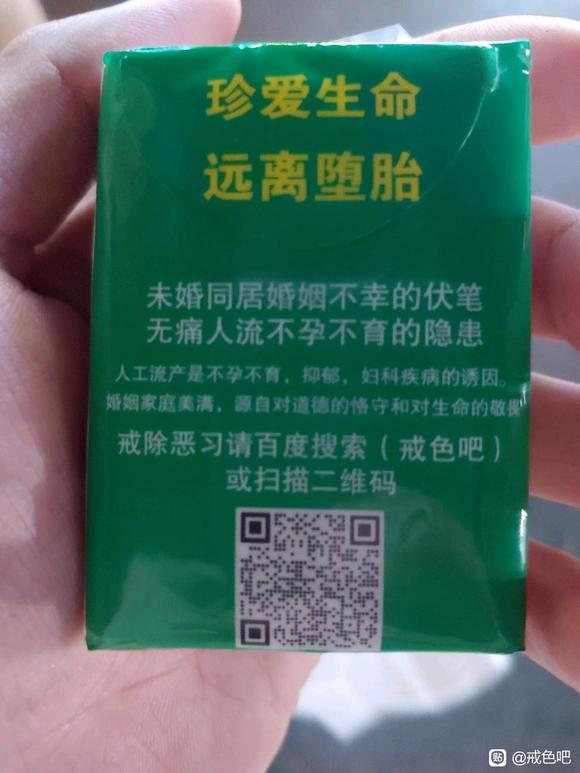 珍爱生命
远离堕胎
未婚同居婚姻不幸的伏笔
无痛人流不孕不育的隐患
人工流产是不孕不育，抑郁，妇科疾病的诱因。
婚姻家庭美满，源自对道德的恪守和对生命的敬畏
戒除恶习请百度搜索（戒色吧）
或扫描二维码
贴 @戒色吧